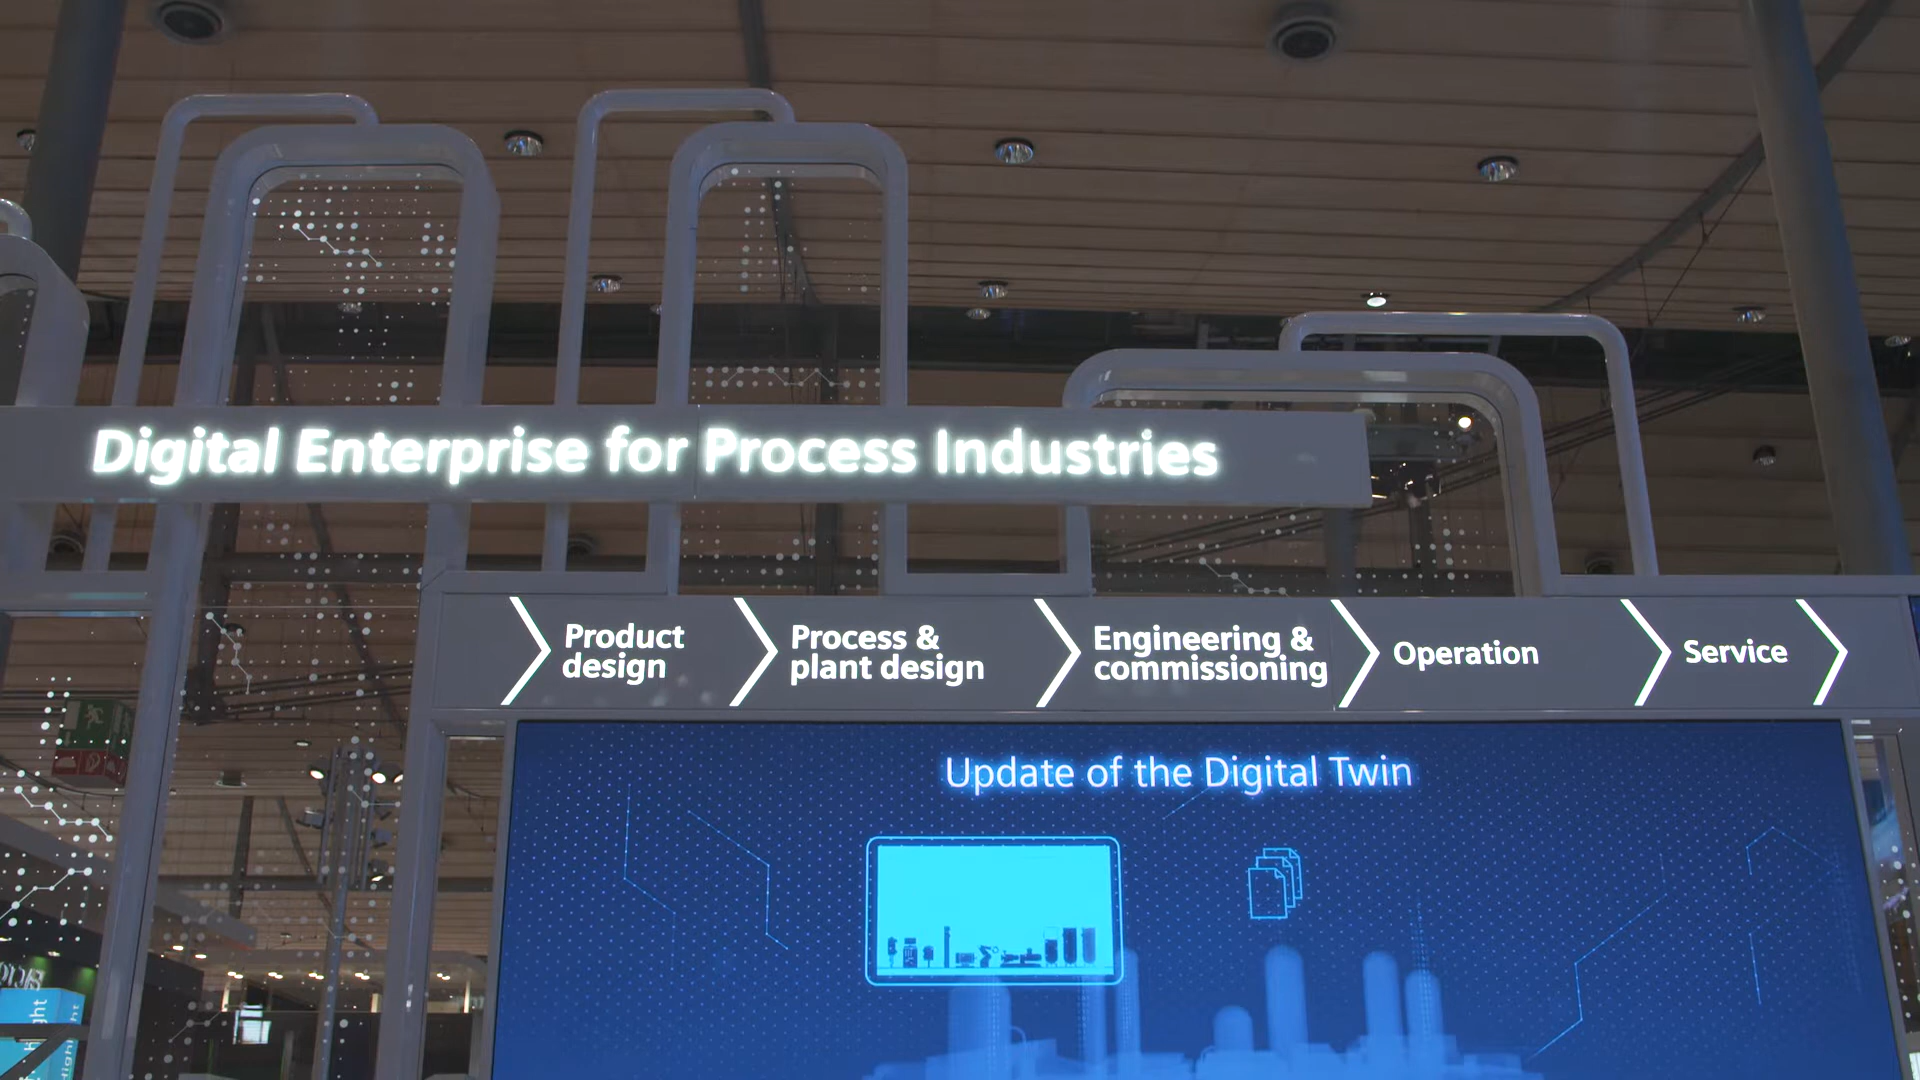 Digital Enterprise for Process Industries
Product
design
Process &
plant design
Engineering &
commissioning
Operation
Service
Update of the Digital Twin